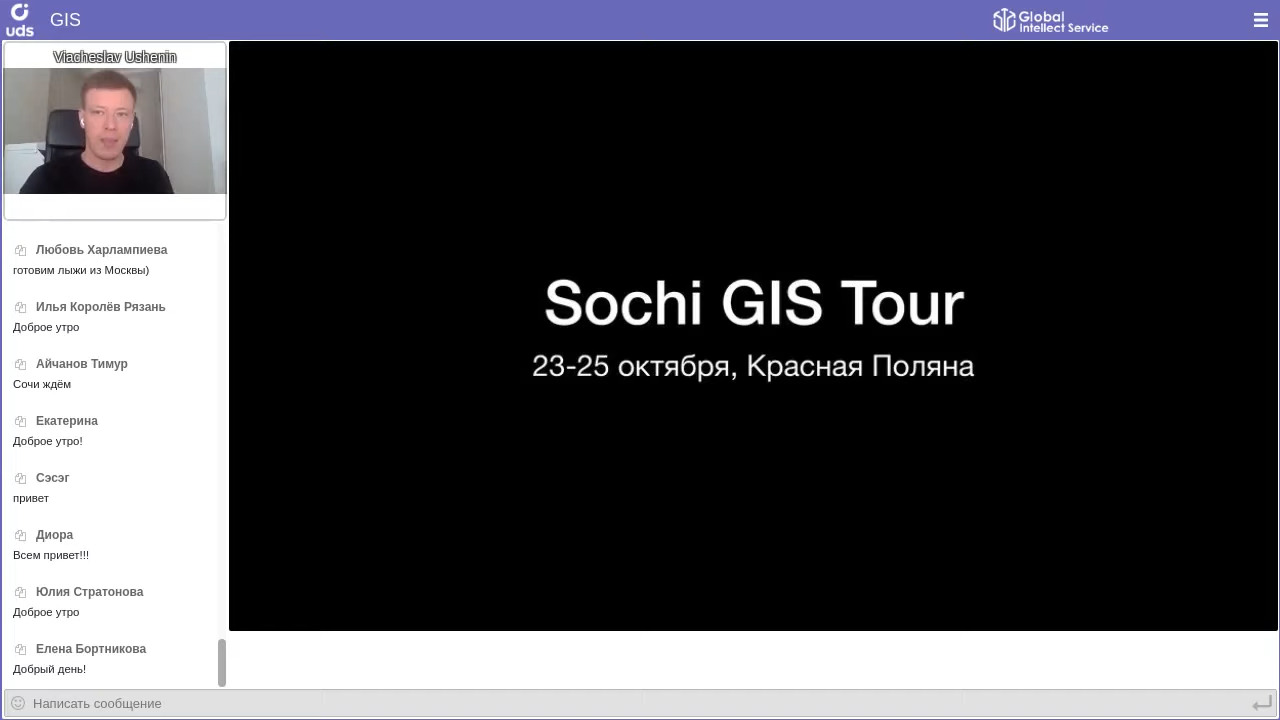 uds
GIS
Global
Intellect Service
Viacheslav Ushenin
Любовь Харлампиева
готовим лыжи из Москвы)
Илья Королёв Рязань
Доброе утро
Айчанов Тимур
Сочи ждём
Екатерина
Доброе утро!
Сэсэг
привет
Диора
Всем привет!!!
Юлия Стратонова
Доброе утро
Елена Бортникова
Добрый день!
Написать сообщение
Sochi GIS Tour
23-25 октября, Красная Поляна